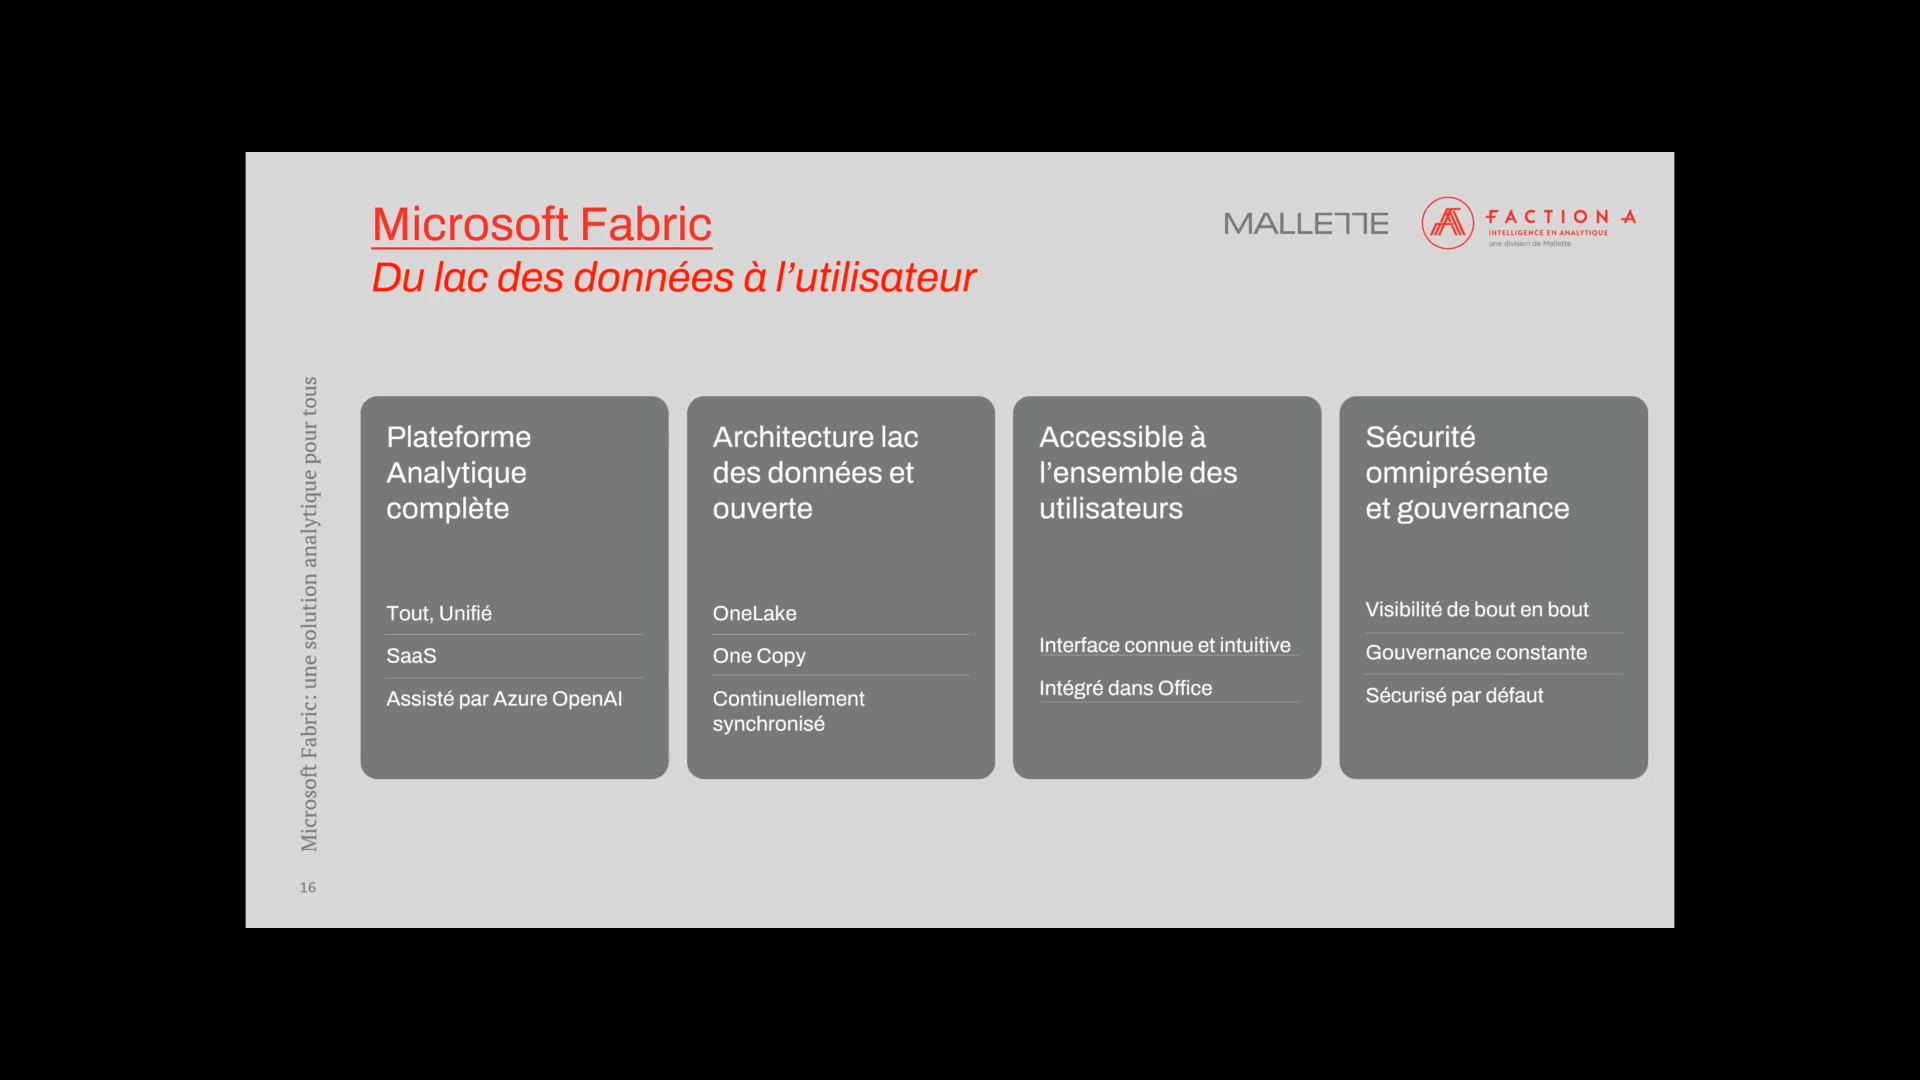 Microsoft Fabric
Du lac des données à l’utilisateur
MALLETTE
FACTION A
INTELLIGENCE EN ANALYTIQUE
une division de Mallette
Microsoft Fabric: une solution analytique pour tous
Plateforme
Analytique
complète
Tout, Unifié
SaaS
Assisté par Azure OpenAI
Architecture lac
des données et
ouverte
OneLake
One Copy
Continuellement
synchronisé
Accessible à
l’ensemble des
utilisateurs
Interface connue et intuitive
Intégré dans Office
Sécurité
omniprésente
et gouvernance
Visibilité de bout en bout
Gouvernance constante
Sécurisé par défaut
16